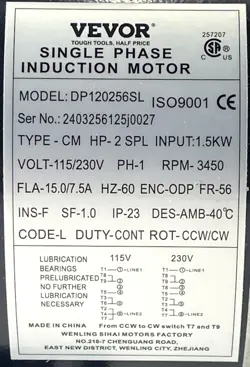 VEVOR
TOUGH TOOLS, HALF PRICE
257207
CSA
®
SINGLE PHASE
INDUCTION MOTOR
MODEL: DP120256SL ISO9001 CE
Ser No.: 2403256125j0027
TYPE - CM HP- 2 SPL INPUT:1.5KW
VOLT-115/230V PH-1 RPM- 3450
FLA-15.0/7.5A HZ-60 ENC-ODP FR-56
INS-F SF-1.0 IP-23 DES-AMB-40℃
CODE-L DUTY-CONT ROT-CCW/CW
LUBRICATION 115V 230V
BEARINGS
PRELUBRICATED
NO FURTHER
LUBRICATION
NECESSARY
MADE IN CHINA From CCW to CW switch T7 and T9
WENLING SIHAI MOTORS FACTORY
NO.218-7 CHENGUANG ROAD,
EAST NEW DISTRICT, WENLING CITY, ZHEJIANG